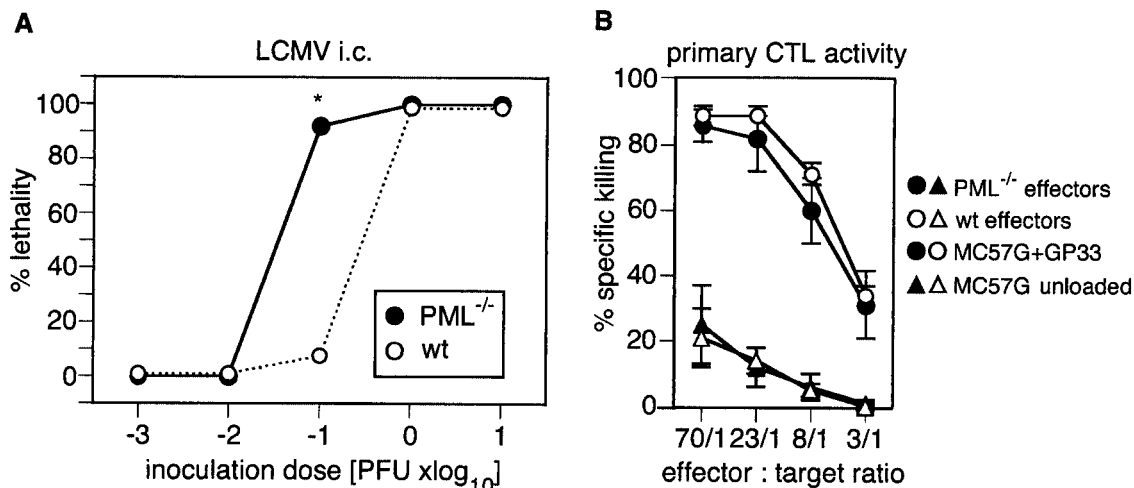 A
LCMV i.c.
% lethality
100
80
60
40
20
0
*
PML-/-
wt
-3 -2 -1 0 1
inoculation dose [PFU xlog10]
B
primary CTL activity
% specific killing
100
80
60
40
20
0
70/1 23/1 8/1 3/1
effector : target ratio
PML-/- effectors
wt effectors
MC57G+GP33
MC57G unloaded